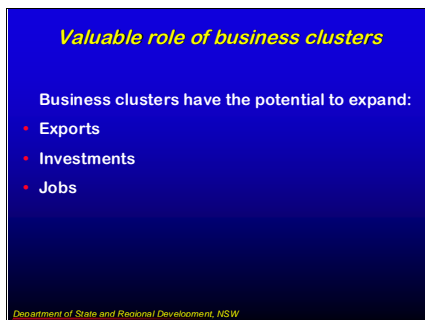 Valuable role of business clusters
Business clusters have the potential to expand:
• Exports
• Investments
• Jobs
Department of State and Regional Development, NSW